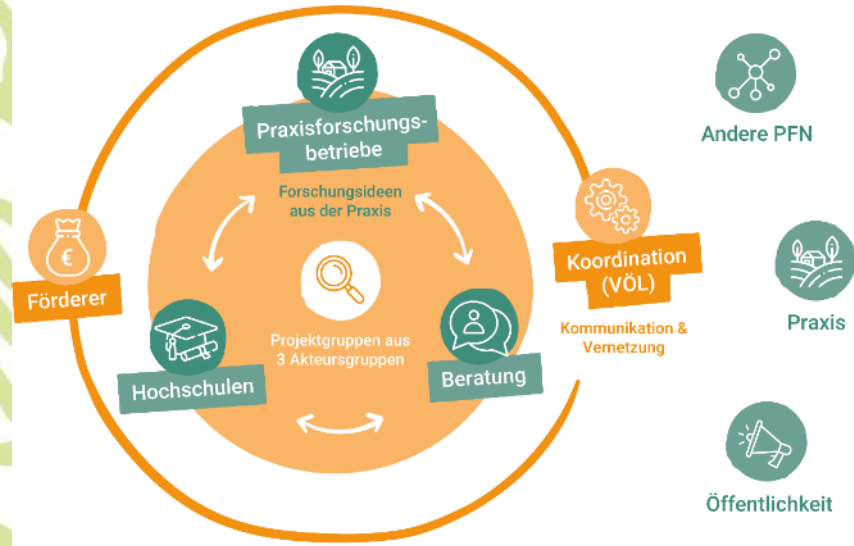 Praxisforschungs-
betriebe
Forschungsideen
aus der Praxis
Förderer
€
Projektgruppen aus
3 Akteursgruppen
Hochschulen
Beratung
Koordination
(VÖL)
Kommunikation &
Vernetzung
Andere PFN
Praxis
Öffentlichkeit